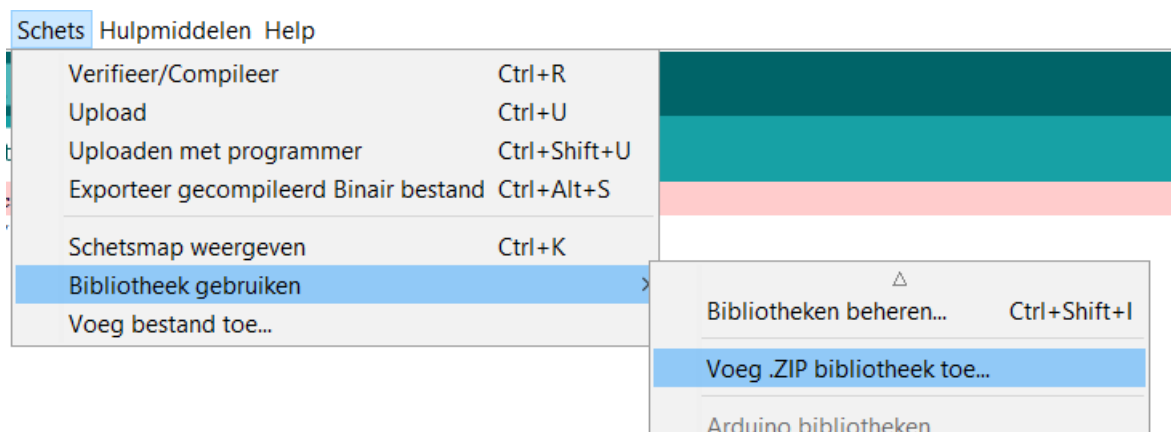 Schets Hulpmiddelen Help
Verifieer/Compileer Ctrl+R
Upload Ctrl+U
Uploaden met programmer Ctrl+Shift+U
Exporteer gecompileerd Binair bestand Ctrl+Alt+S
Schetsmap weergeven Ctrl+K
Bibliotheek gebruiken
Voeg bestand toe...
Bibliotheken beheren... Ctrl+Shift+I
Voeg .ZIP bibliotheek toe...
Arduino bibliotheken